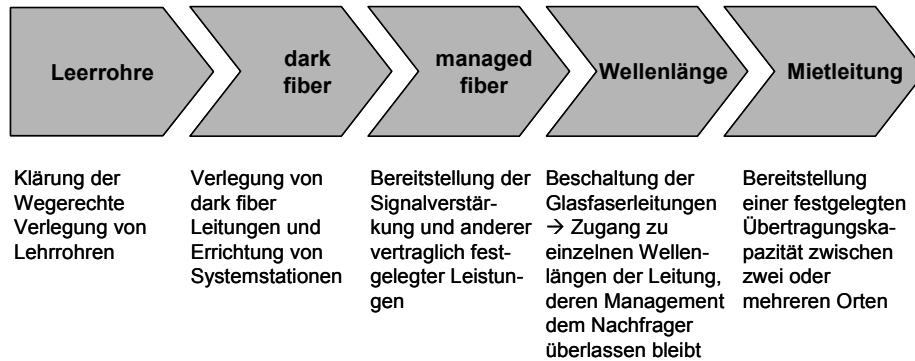 Leerrohre
dark
fiber
managed
fiber
Wellenlänge
Mietleitung
Klärung der
Wegerechte
Verlegung von
Lehrrohren
Verlegung von
dark fiber
Leitungen und
Errichtung von
Systemstationen
Bereitstellung der
Signalverstär-
kung und anderer
vertraglich fest-
gelegter Leistun-
gen
Beschaltung der
Glasfaserleitungen
→ Zugang zu
einzelnen Wellen-
längen der Leitung,
deren Management
dem Nachfrager
überlassen bleibt
Bereitstellung
einer festgelegten
Übertragungska-
pazität zwischen
zwei oder
mehreren Orten